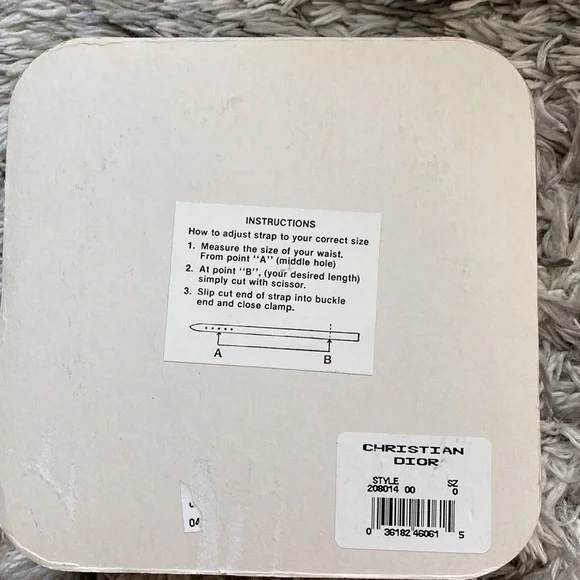 INSTRUCTIONS
How to adjust strap to your correct size
1. Measure the size of your waist.
From point "A" (middle hole)
2. At point "B", (your desired length)
simply cut with scissor.
3. Slip cut end of strap into buckle
end and close clamp.
A B
CHRISTIAN
DIOR
STYLE SZ
208014 00 0
0 36182 46061 5
04